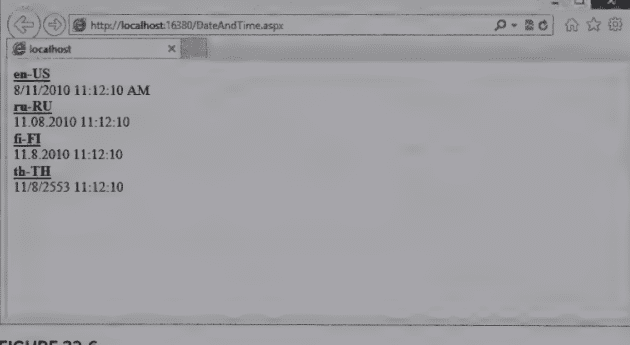 http://localhost:16380/DateAndTime.aspx
localhost
en-US
8/11/2010 11:12:10 AM
ru-RU
11.08.2010 11:12:10
fi-FI
11.8.2010 11:12:10
th-TH
11/8/2553 11:12:10